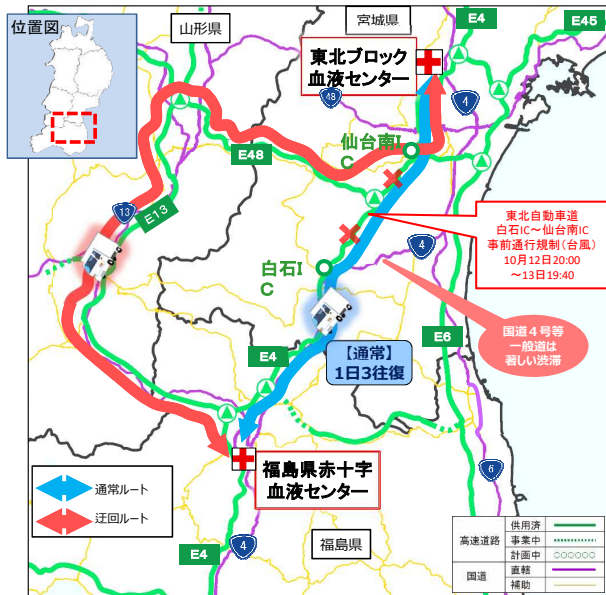 位置図
山形県
宮城県
E4
E45
東北ブロック
血液センター
48
4
仙台南I
C
E48
13
E13
東北自動車道
白石IC～仙台南IC
事前通行規制(台風)
10月12日20:00
～13日19:40
4
白石I
C
国道４号等
一般道は
著しい渋滞
E6
E4
【通常】
1日3往復
福島県赤十字
血液センター
通常ルート
迂回ルート
6
E4
4
福島県
高速道路
供用済
事業中
計画中
国道
直轄
補助